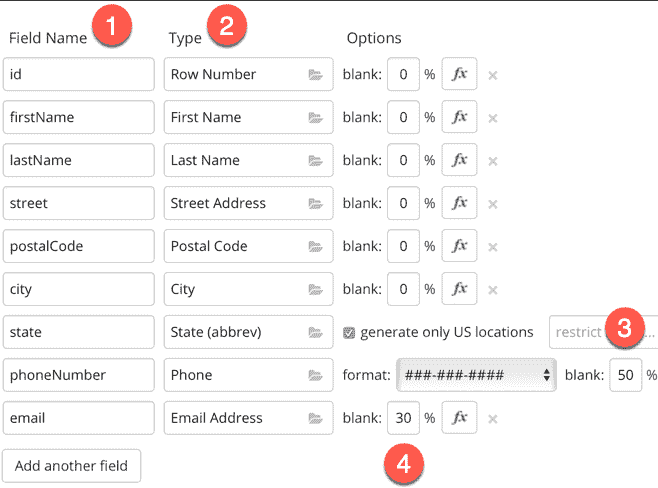 1
2
Field Name Type Options
id Row Number blank: 0 % fx ×
firstName First Name blank: 0 % fx ×
lastName Last Name blank: 0 % fx ×
street Street Address blank: 0 % fx ×
postalCode Postal Code blank: 0 % fx ×
city City blank: 0 % fx ×
state State (abbrev) generate only US locations restrict 3 ...
phoneNumber Phone format: ###-###-#### blank: 50 %
email Email Address blank: 30 % fx ×
Add another field 4